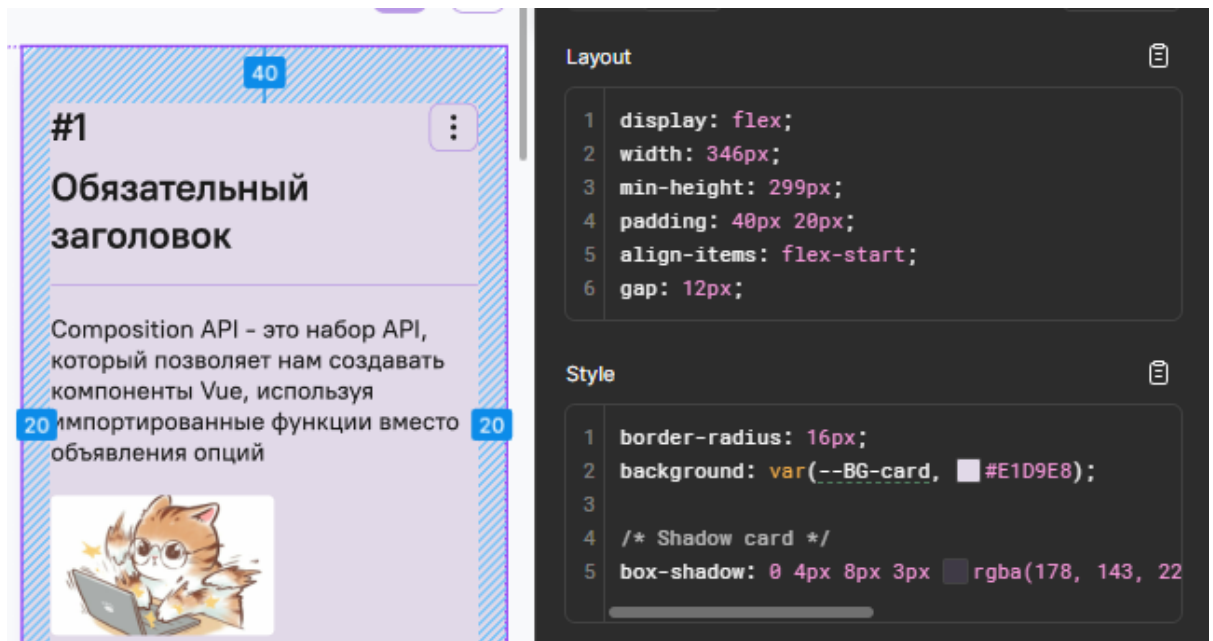 40
#1
Обязательный
заголовок
Composition API - это набор API,
который позволяет нам создавать
компоненты Vue, используя
импортированные функции вместо
объявления опций
20
20
Layout
1 display: flex;
2 width: 346px;
3 min-height: 299px;
4 padding: 40px 20px;
5 align-items: flex-start;
6 gap: 12px;
Style
1 border-radius: 16px;
2 background: var(--BG-card, #E1D9E8);
3
4 /* Shadow card */
5 box-shadow: 0 4px 8px 3px rgba(178, 143, 22